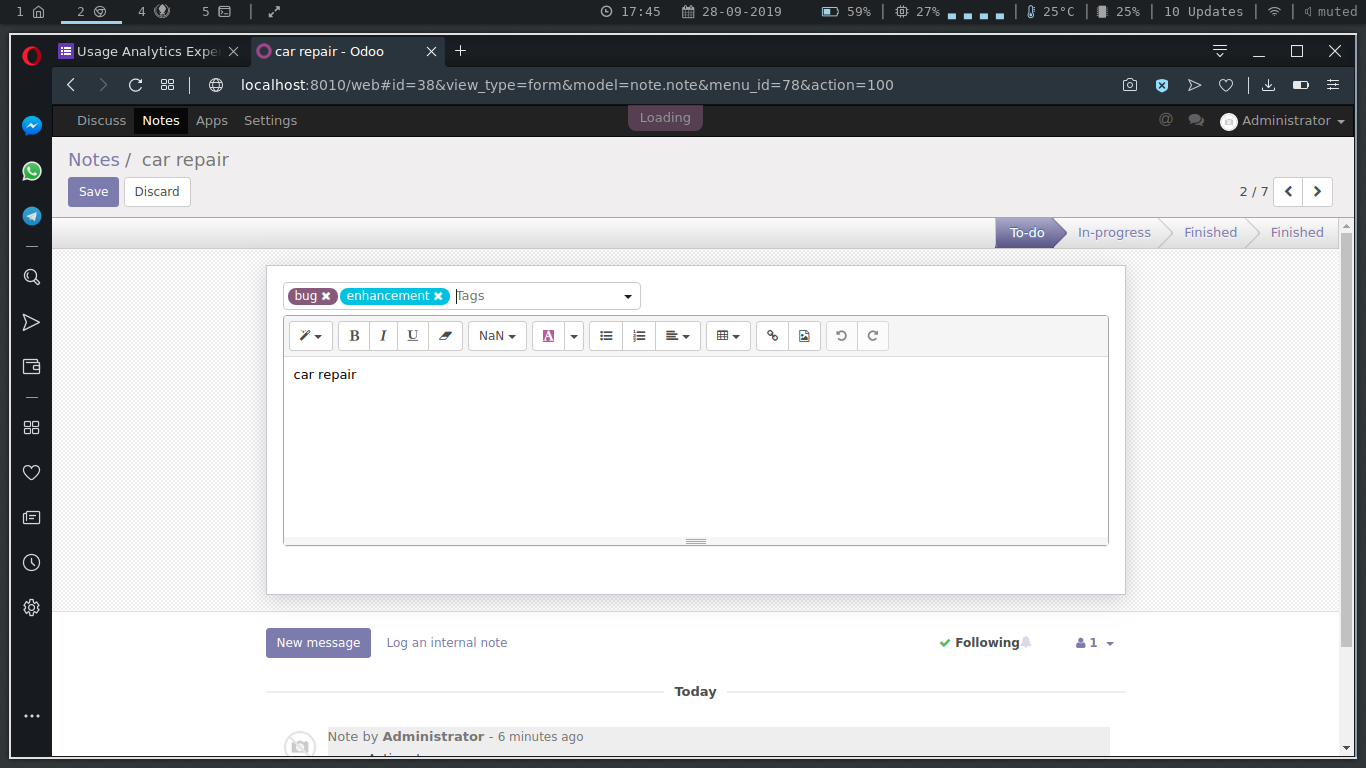 1 2 4 5 17:45 28-09-2019 59% 27% 25°C 25% 10 Updates muted
Usage Analytics Expe car repair - Odoo
localhost:8010/web#id=38&view_type=form&model=note.note&menu_id=78&action=100
Discuss Notes Apps Settings Loading @ Administrator
Notes / car repair
Save Discard 2 / 7
To-do In-progress Finished Finished
bug enhancement Tags
B I U NaN A
car repair
New message Log an internal note Following 1
Today
Note by Administrator - 6 minutes ago